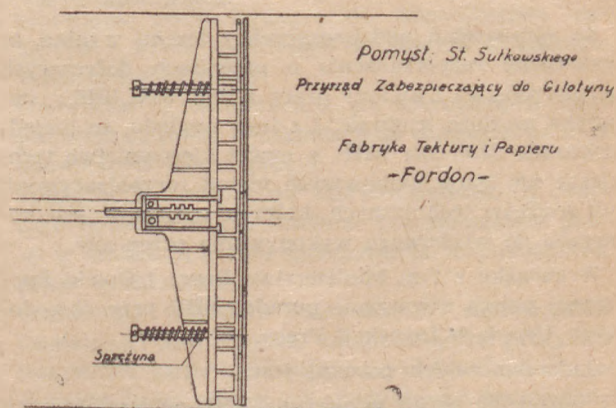 Pomysł; St. Sułkowskiego
Przyrząd Zabezpieczający do Gilotyny
Fabryka Tektury i Papieru
-Fordon-
Sprężyna